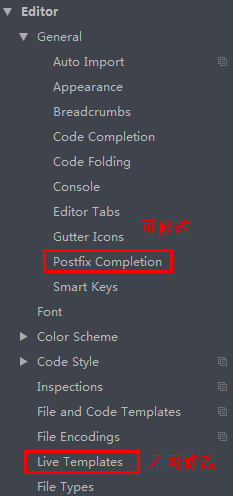 Editor
General
Auto Import
Appearance
Breadcrumbs
Code Completion
Code Folding
Console
Editor Tabs
Gutter Icons 可修改
Postfix Completion
Smart Keys
Font
Color Scheme
Code Style
Inspections
File and Code Templates
File Encodings
Live Templates 不可修改
File Types